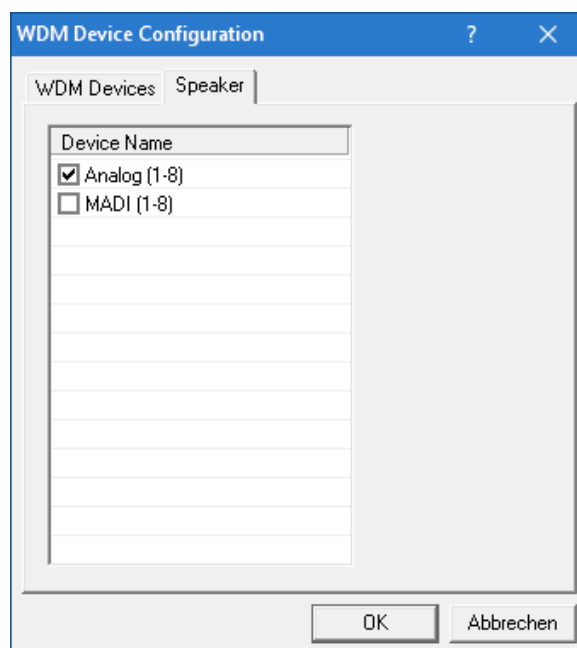 WDM Device Configuration ? ×
WDM Devices Speaker
Device Name
Analog (1-8)
MADI (1-8)
OK Abbrechen